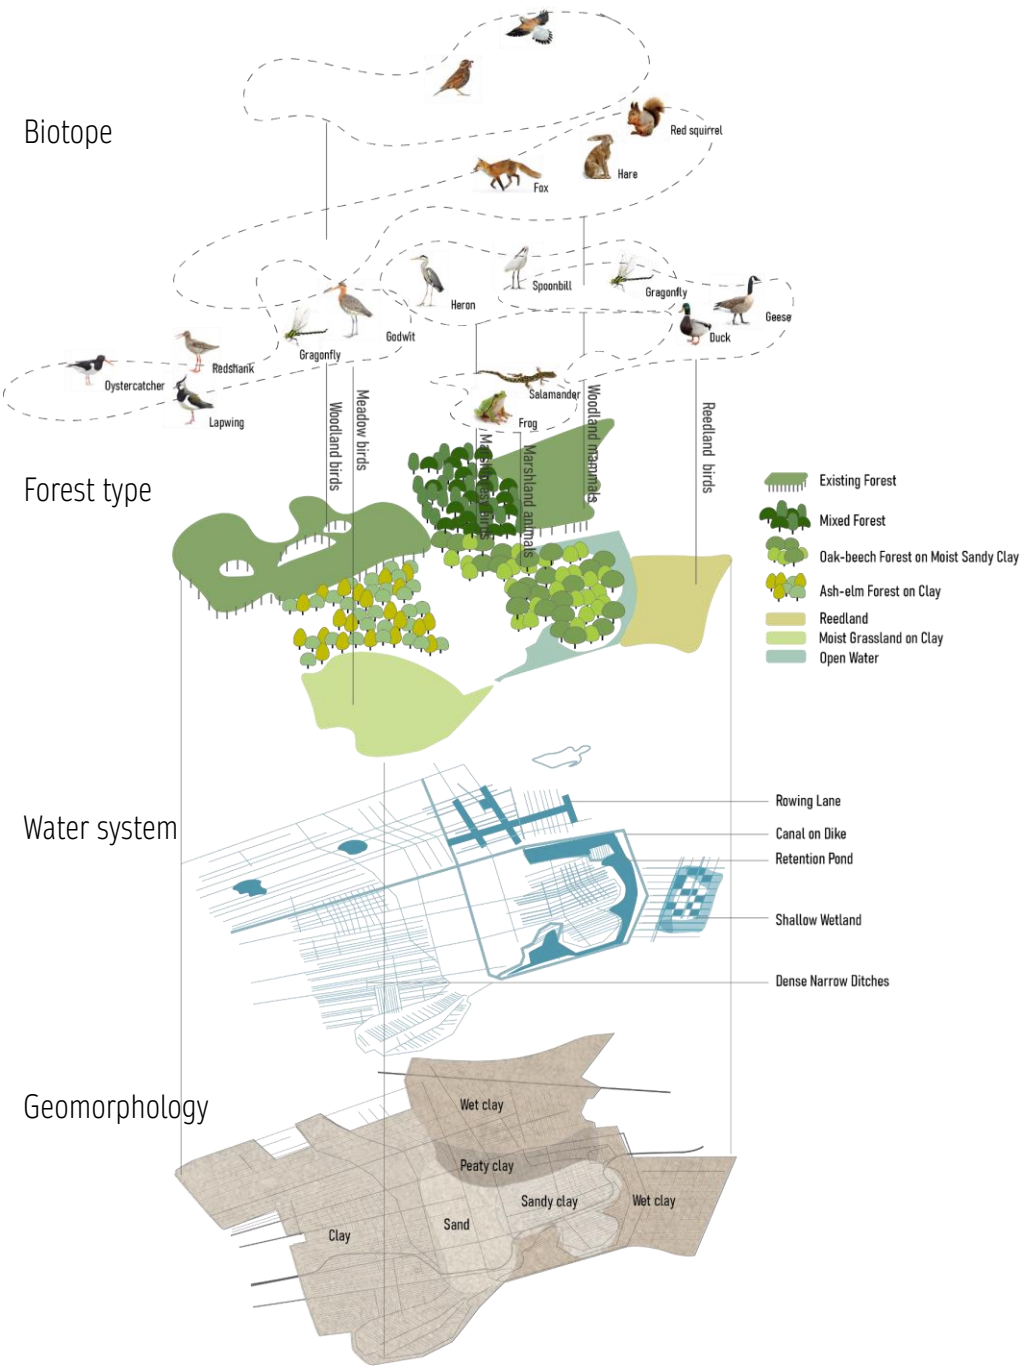 Biotope
Red squirrel
Hare
Fox
Spoonbill
Gragonfly
Heron
Geese
Godwit
Duck
Gragonfly
Redshank
Oystercatcher
Salamander
Lapwing
Frog
Woodland birds
Meadow birds
Marshland animals
Woodland mammals
Reedland birds
Forest type
Existing Forest
Mixed Forest
Oak-beech Forest on Moist Sandy Clay
Ash-elm Forest on Clay
Reedland
Moist Grassland on Clay
Open Water
Water system
Rowing Lane
Canal on Dike
Retention Pond
Shallow Wetland
Dense Narrow Ditches
Geomorphology
Wet clay
Peaty clay
Sandy clay
Wet clay
Sand
Clay